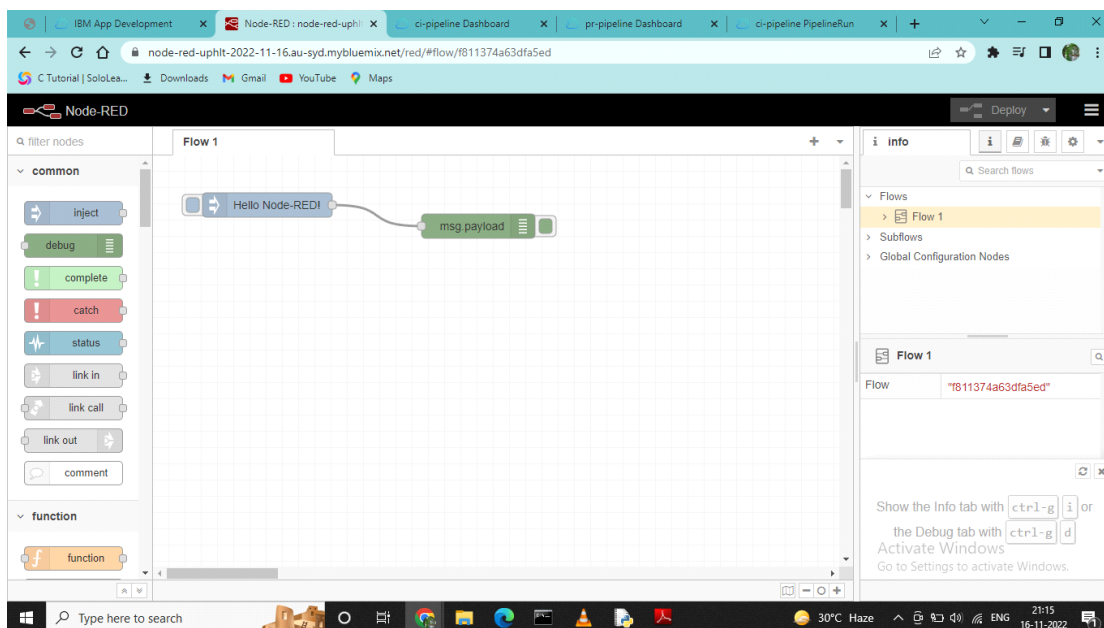 IBM App Development
Node-RED : node-red-uphlt
ci-pipeline Dashboard
pr-pipeline Dashboard
ci-pipeline PipelineRun
node-red-uphlt-2022-11-16.au-syd.mybluemix.net/red/#flow/f811374a63dfa5ed
C Tutorial | SoloLea...
Downloads
Gmail
YouTube
Maps
Node-RED
Deploy
filter nodes
Flow 1
i info
Search flows
common
inject
debug
complete
catch
status
link in
link call
link out
comment
function
function
Hello Node-RED!
msg.payload
Flows
Flow 1
Subflows
Global Configuration Nodes
Flow 1
Flow "f811374a63dfa5ed"
Show the Info tab with ctrl-g i or
the Debug tab with ctrl-g d
Activate Windows
Go to Settings to activate Windows.
Type here to search
30°C Haze
ENG
21:15
16-11-2022